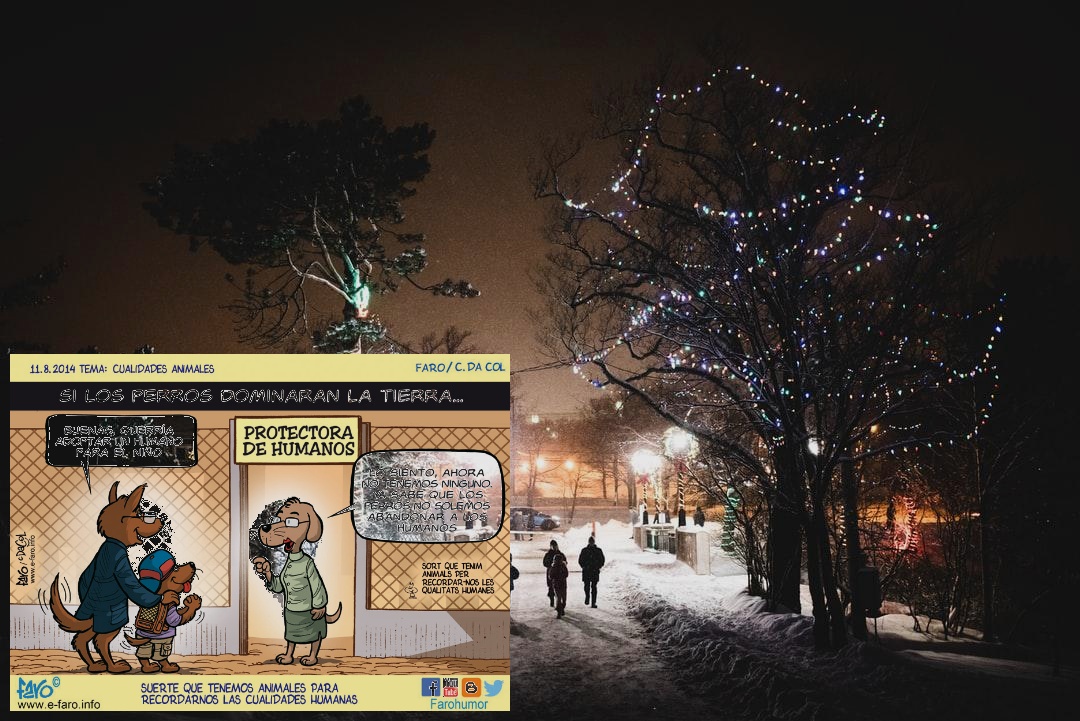 11.8.2014 TEMA: CUALIDADES ANIMALES
FARO/C. DA COL
SI LOS PERROS DOMINARAN LA TIERRA...
BUENAS, QUERRÍA
ADOPTAR UN HUMANO
PARA EL NIÑO
PROTECTORA
DE HUMANOS
LO SIENTO, AHORA
NO TENEMOS NINGUNO.
YA SABE QUE LOS
PERROS NO SOLEMOS
ABANDONAR A LOS
HUMANOS
SORT QUE TENIM
ANIMALS PER
RECORDAR-NOS LES
QUALITATS HUMANES
FARO/C.DaCol
www.e-faro.info
FARO©
www.e-faro.info
SUERTE QUE TENEMOS ANIMALES PARA
RECORDARNOS LAS CUALIDADES HUMANAS
Farohumor